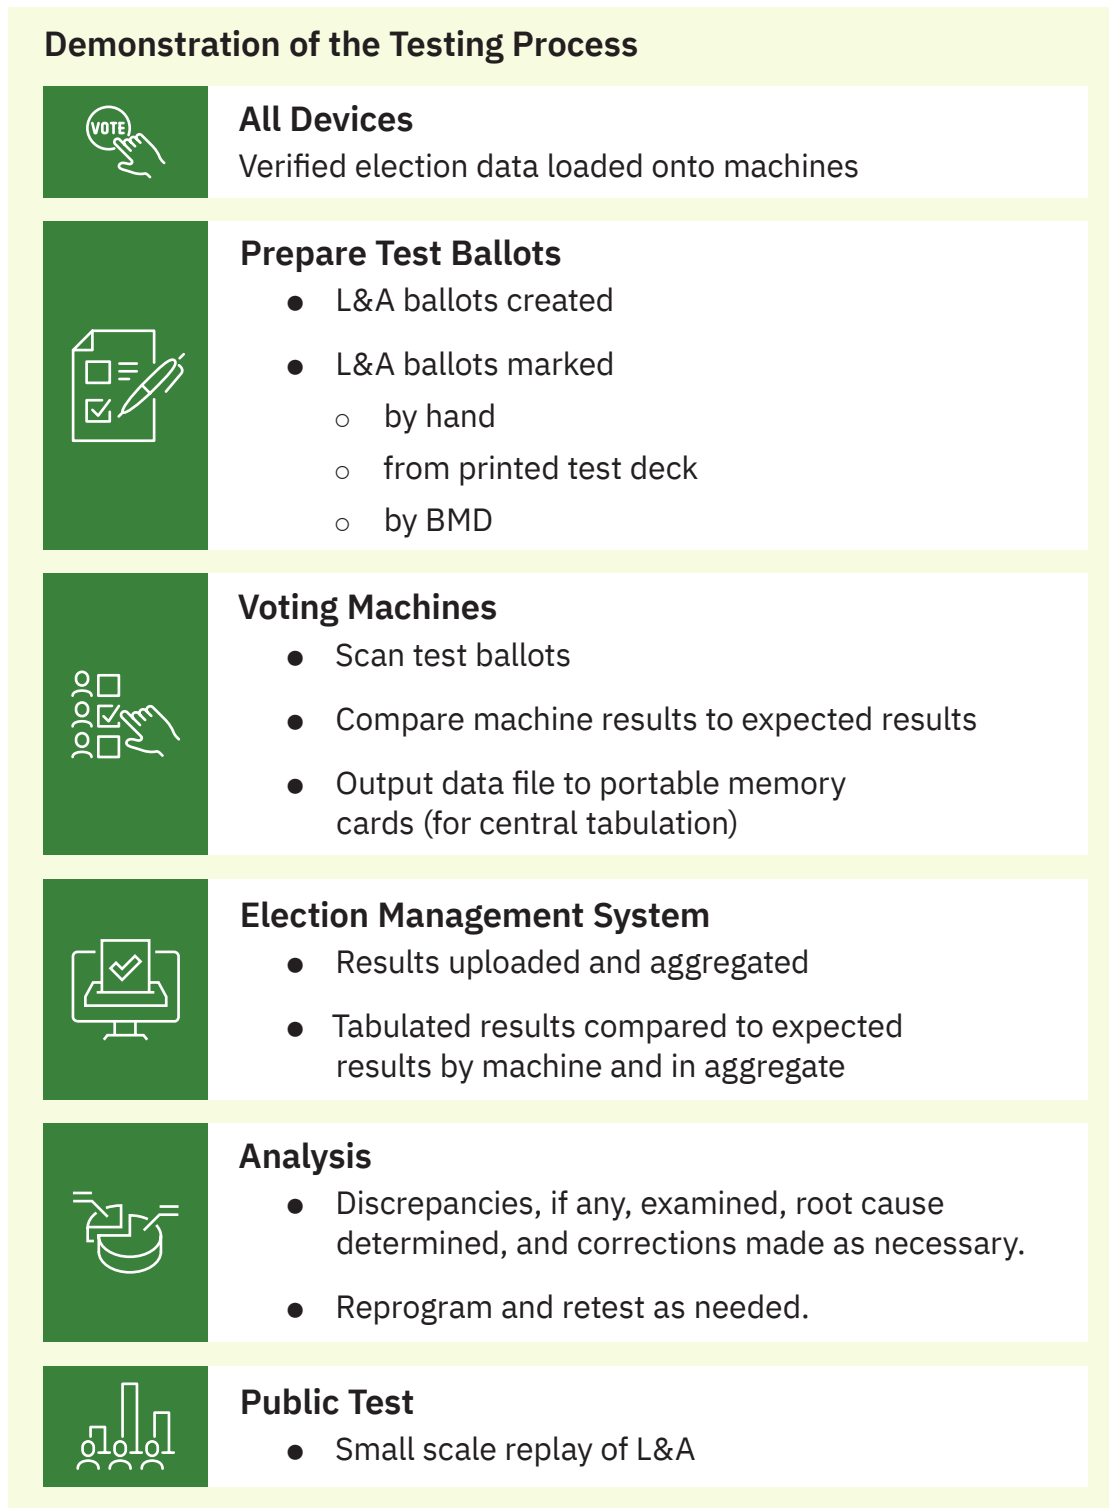 Demonstration of the Testing Process
VOTE
All Devices
Verified election data loaded onto machines
Prepare Test Ballots
● L&A ballots created
● L&A ballots marked
○ by hand
○ from printed test deck
○ by BMD
Voting Machines
● Scan test ballots
● Compare machine results to expected results
● Output data file to portable memory
cards (for central tabulation)
Election Management System
● Results uploaded and aggregated
● Tabulated results compared to expected
results by machine and in aggregate
Analysis
● Discrepancies, if any, examined, root cause
determined, and corrections made as necessary.
● Reprogram and retest as needed.
Public Test
● Small scale replay of L&A